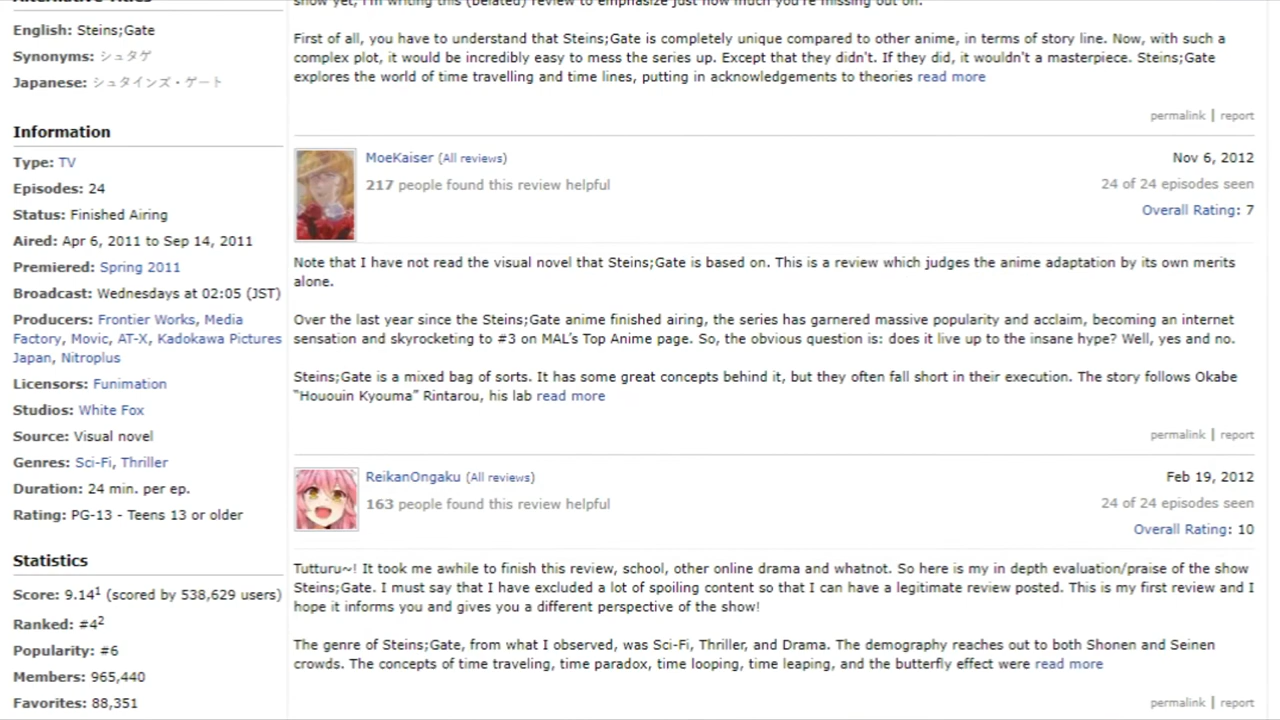 English: Steins;Gate
Synonyms: シュタゲ
Japanese: シュタインズ・ゲート
Information
Type: TV
Episodes: 24
Status: Finished Airing
Aired: Apr 6, 2011 to Sep 14, 2011
Premiered: Spring 2011
Broadcast: Wednesdays at 02:05 (JST)
Producers: Frontier Works, Media
Factory, Movic, AT-X, Kadokawa Pictures
Japan, Nitroplus
Licensors: Funimation
Studios: White Fox
Source: Visual novel
Genres: Sci-Fi, Thriller
Duration: 24 min. per ep.
Rating: PG-13 - Teens 13 or older
Statistics
Score: 9.14¹ (scored by 538,629 users)
Ranked: #4²
Popularity: #6
Members: 965,440
Favorites: 88,351
First of all, you have to understand that Steins;Gate is completely unique compared to other anime, in terms of story line. Now, with such a
complex plot, it would be incredibly easy to mess the series up. Except that they didn't. If they did, it wouldn't a masterpiece. Steins;Gate
explores the world of time travelling and time lines, putting in acknowledgements to theories read more
permalink | report
MoeKaiser (All reviews)
Nov 6, 2012
217 people found this review helpful
24 of 24 episodes seen
Overall Rating: 7
Note that I have not read the visual novel that Steins;Gate is based on. This is a review which judges the anime adaptation by its own merits
alone.
Over the last year since the Steins;Gate anime finished airing, the series has garnered massive popularity and acclaim, becoming an internet
sensation and skyrocketing to #3 on MAL’s Top Anime page. So, the obvious question is: does it live up to the insane hype? Well, yes and no.
Steins;Gate is a mixed bag of sorts. It has some great concepts behind it, but they often fall short in their execution. The story follows Okabe
“Hououin Kyouma” Rintarou, his lab read more
permalink | report
ReikanOngaku (All reviews)
Feb 19, 2012
163 people found this review helpful
24 of 24 episodes seen
Overall Rating: 10
Tutturu~! It took me awhile to finish this review, school, other online drama and whatnot. So here is my in depth evaluation/praise of the show
Steins;Gate. I must say that I have excluded a lot of spoiling content so that I can have a legitimate review posted. This is my first review and I
hope it informs you and gives you a different perspective of the show!
The genre of Steins;Gate, from what I observed, was Sci-Fi, Thriller, and Drama. The demography reaches out to both Shonen and Seinen
crowds. The concepts of time traveling, time paradox, time looping, time leaping, and the butterfly effect were read more
permalink | report